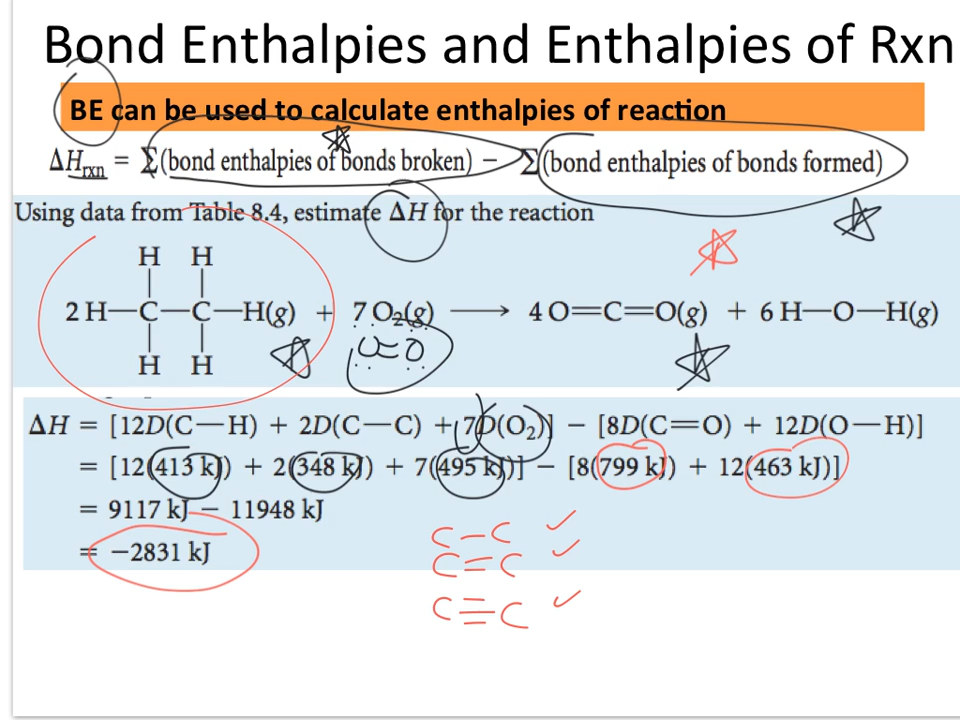 Bond Enthalpies and Enthalpies of Rxn
BE can be used to calculate enthalpies of reaction
ΔHrxn = Σ(bond enthalpies of bonds broken) − Σ(bond enthalpies of bonds formed)
Using data from Table 8.4, estimate ΔH for the reaction
H H
2 H—C—C—H(g) + 7 O₂(g) ⟶ 4 O=C=O(g) + 6 H—O—H(g)
H H
O=O
ΔH = [12D(C—H) + 2D(C—C) + 7D(O₂)] − [8D(C=O) + 12D(O—H)]
= [12(413 kJ) + 2(348 kJ) + 7(495 kJ)] − [8(799 kJ) + 12(463 kJ)]
= 9117 kJ − 11948 kJ
= −2831 kJ
C−C ✓
C=C ✓
C≡C ✓